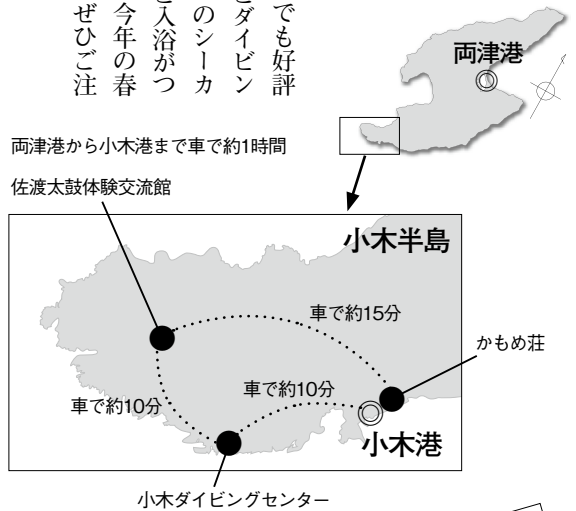 でも好評
とダイビン
のシーカ
と入浴がつ
今年の春
ぜひご注
両津港
両津港から小木港まで車で約1時間
佐渡太鼓体験交流館
小木半島
車で約15分
かもめ荘
車で約10分
車で約10分
小木港
小木ダイビングセンター